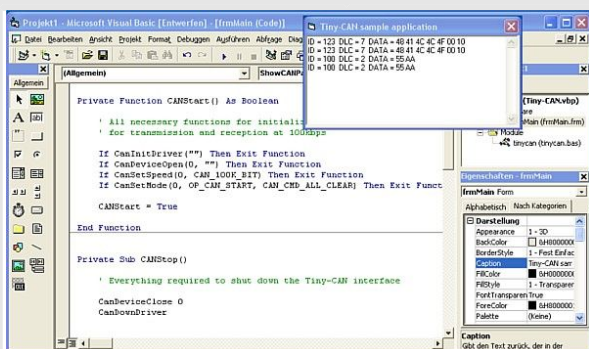 Projekt1 - Microsoft Visual Basic [Entwerfen] - [frmMain (Code)]
Datei Bearbeiten Ansicht Projekt Format Debuggen Ausführen Abfrage
Tiny-CAN sample application
ID = 123 DLC = 7 DATA = 48 41 4C 4C 4F 00 10
ID = 123 DLC = 7 DATA = 48 41 4C 4C 4F 00 10
ID = 100 DLC = 2 DATA = 55 AA
ID = 100 DLC = 2 DATA = 55 AA
Allgemein
(Allgemein)
ShowCANPa
Private Function CANStart() As Boolean
' All necessary functions for initializ
' for transmission and reception at 100kbps
If CanInitDriver("") Then Exit Function
If CanDeviceOpen(0, "") Then Exit Function
If CanSetSpeed(0, CAN_100K_BIT) Then Exit Function
If CanSetMode(0, OP_CAN_START, CAN_CMD_ALL_CLEAR) Then Exit Funct
CANStart = True
End Function
Private Sub CANStop()
' Everything required to shut down the Tiny-CAN interface
CanDeviceClose 0
CanDownDriver
(Tiny-CAN.vbp)
frmMain (frmMain.frm)
Module
tinycan (tinycan.bas)
Eigenschaften - frmMain
frmMain Form
Alphabetisch Nach Kategorien
Darstellung
Appearance 1 - 3D
BackColor &H800000
BorderStyle 1 - Fest Einfac
Caption Tiny-CAN sam
FillColor &H000000
FillStyle 1 - Transparen
FontTransparen True
ForeColor &H800000
Palette (Keine)
Caption
Gibt den Text zurück, der in der